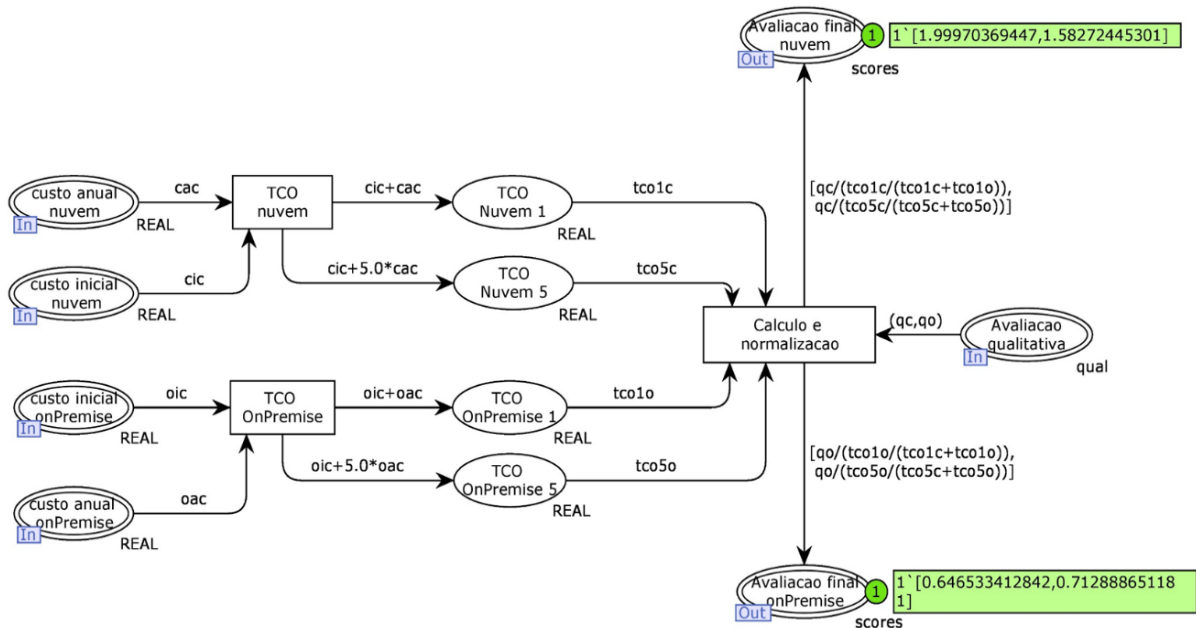 Avaliacao final
nuvem
Out
1
1`[1.99970369447,1.58272445301]
scores
custo anual
nuvem
In
REAL
cac
TCO
nuvem
cic+cac
TCO
Nuvem 1
REAL
tco1c
[qc/(tco1c/(tco1c+tco1o)),
qc/(tco5c/(tco5c+tco5o))]
custo inicial
nuvem
In
REAL
cic
cic+5.0*cac
TCO
Nuvem 5
REAL
tco5c
Calculo e
normalizacao
(qc,qo)
Avaliacao
qualitativa
In
qual
custo inicial
onPremise
In
REAL
oic
TCO
OnPremise
oic+oac
TCO
OnPremise 1
REAL
tco1o
[qo/(tco1o/(tco1c+tco1o)),
qo/(tco5o/(tco5c+tco5o))]
custo anual
onPremise
In
REAL
oac
oic+5.0*oac
TCO
OnPremise 5
REAL
tco5o
Avaliação final
onPremise
Out
1
1`[0.646533412842,0.71288865118
1]
scores